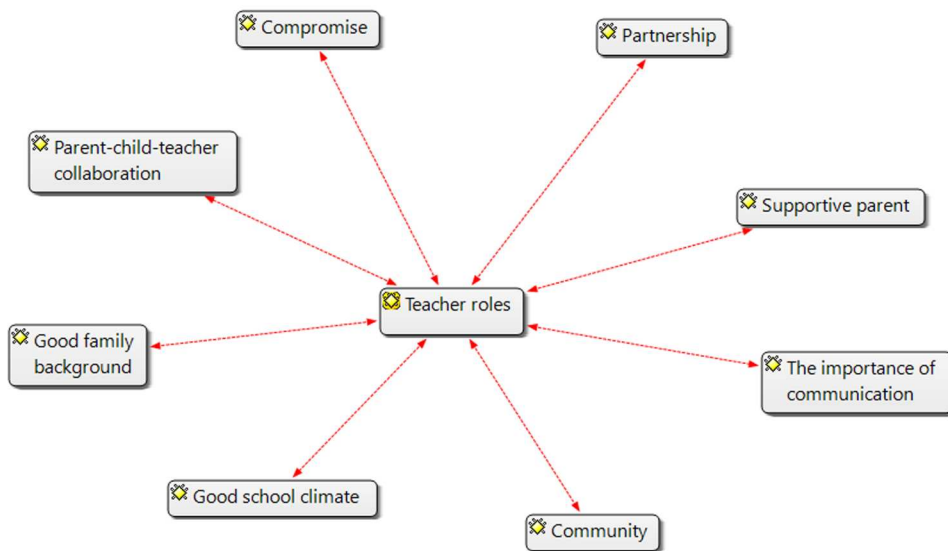 Compromise
Partnership
Parent-child-teacher
collaboration
Supportive parent
Teacher roles
Good family
background
The importance of
communication
Good school climate
Community